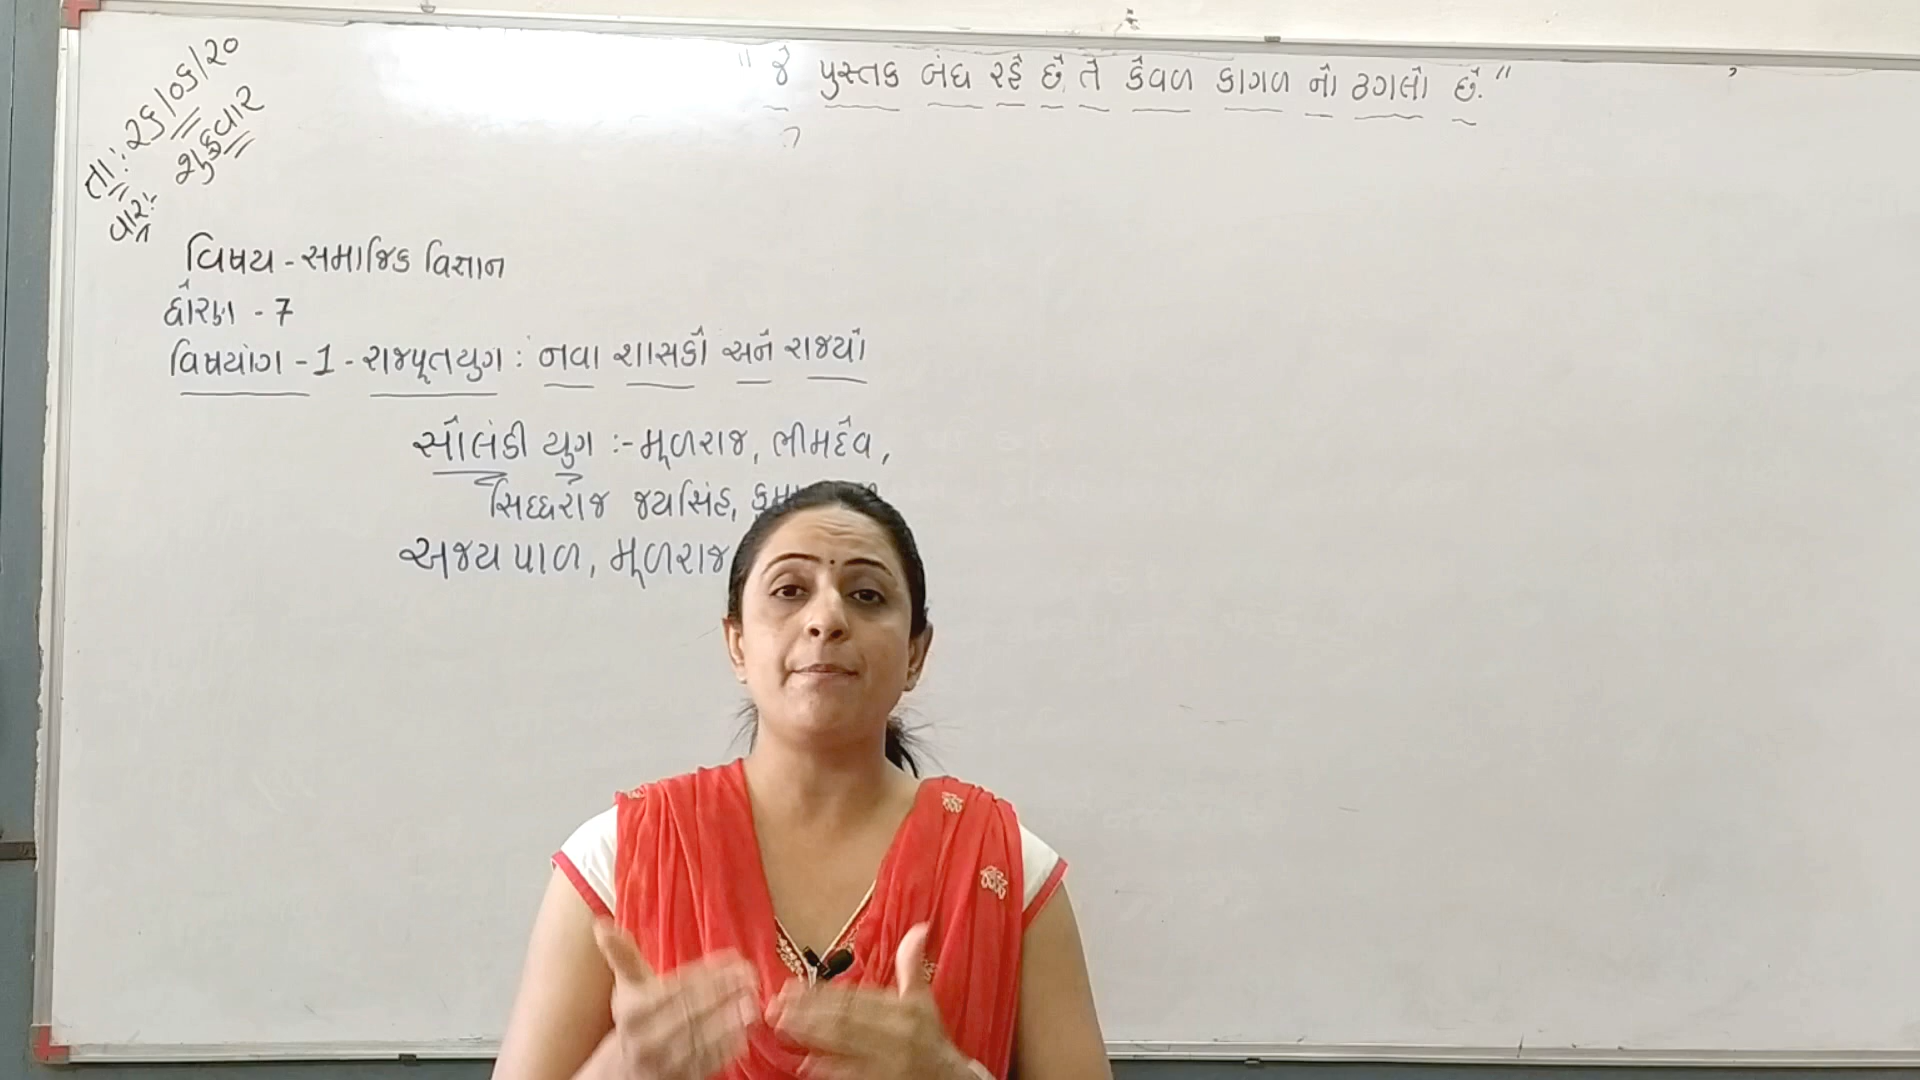 " જે પુસ્તક બંધ રહે છે તે કેવળ કાગળ નો ઢગલો છે. "
તા: ૨૬/૦૬/૨૦
વાર: શુક્રવાર
વિષય - સમાજિક વિજ્ઞાન
ધોરણ - 7
વિષયાંગ - 1 - રાજપૂતયુગ : નવા શાસકો અને રાજ્યો
સોલંકી યુગ :- મૂળરાજ, ભીમદેવ,
સિધ્ધરાજ જયસિંહ,
અજયપાળ, મૂળરાજ